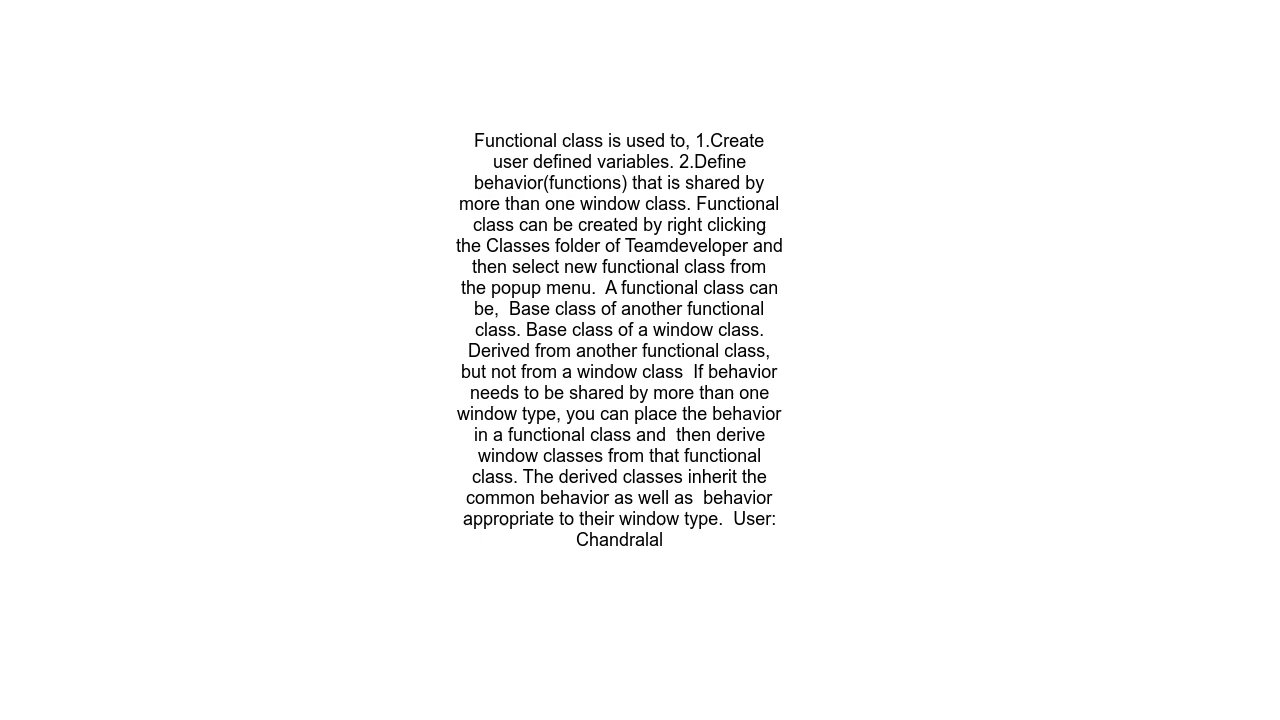 Functional class is used to, 1.Create
user defined variables. 2.Define
behavior(functions) that is shared by
more than one window class. Functional
class can be created by right clicking
the Classes folder of Teamdeveloper and
then select new functional class from
the popup menu.  A functional class can
be,  Base class of another functional
class. Base class of a window class.
Derived from another functional class,
but not from a window class  If behavior
needs to be shared by more than one
window type, you can place the behavior
in a functional class and  then derive
window classes from that functional
class. The derived classes inherit the
common behavior as well as  behavior
appropriate to their window type.  User:
Chandralal